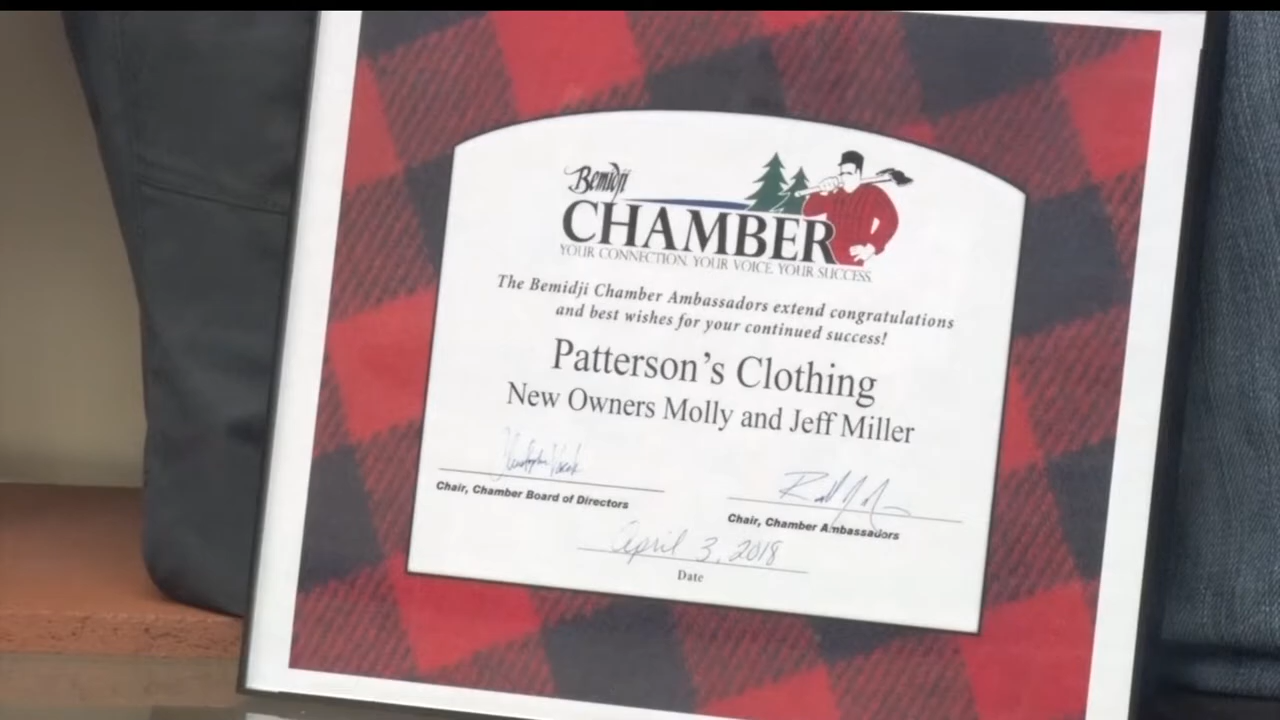 Bemidji
CHAMBER
YOUR CONNECTION. YOUR VOICE. YOUR SUCCESS.
The Bemidji Chamber Ambassadors extend congratulations
and best wishes for your continued success!
Patterson's Clothing
New Owners Molly and Jeff Miller
Chair, Chamber Board of Directors
Chair, Chamber Ambassadors
April 3, 2018
Date